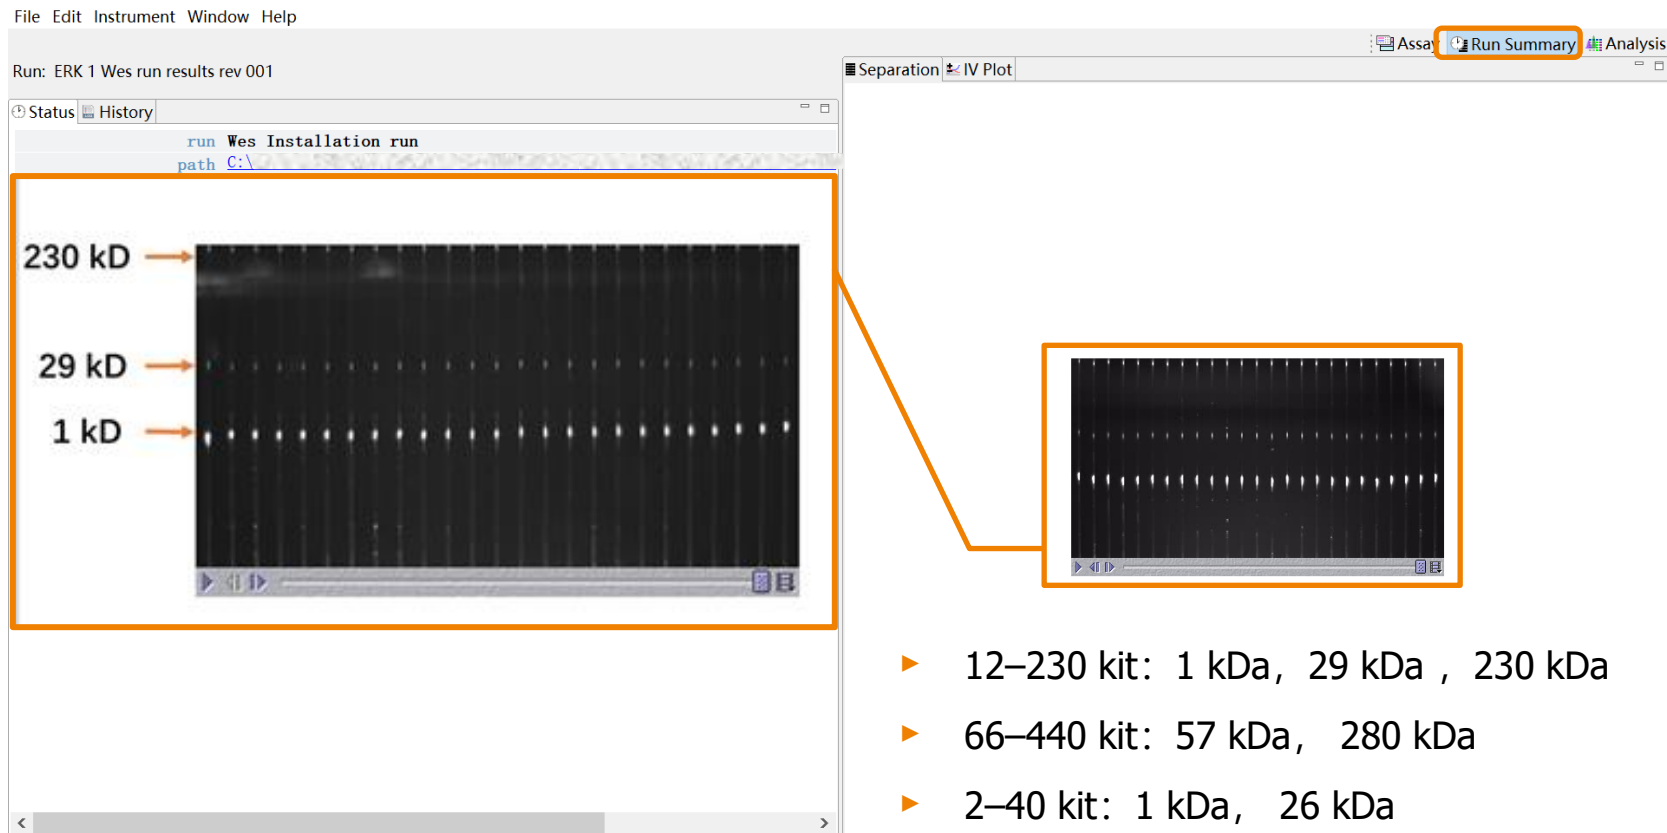 File Edit Instrument Window Help
Assay Run Summary Analysis
Run: ERK 1 Wes run results rev 001
Separation IV Plot
Status History
run Wes Installation run
path C:\
230 kD
29 kD
1 kD
► 12–230 kit：1 kDa，29 kDa ，230 kDa
► 66–440 kit：57 kDa， 280 kDa
► 2–40 kit：1 kDa， 26 kDa